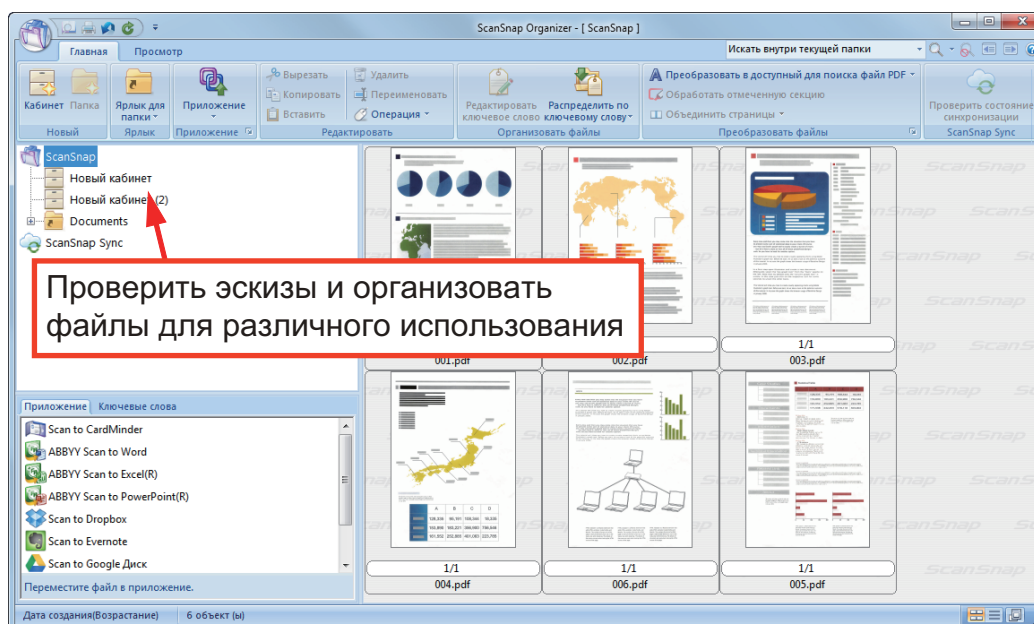 ScanSnap Organizer - [ ScanSnap ]
Главная Просмотр
Искать внутри текущей папки
Вырезать
Копировать
Вставить
Удалить
Переименовать
Операция
Кабинет Папка
Ярлык для папки
Приложение
Редактировать ключевое слово
Распределить по ключевому слову
Преобразовать в доступный для поиска файл PDF
Обработать отмеченную секцию
Объединить страницы
Проверить состояние синхронизации
Новый Ярлык Приложение Редактировать Организовать файлы Преобразовать файлы ScanSnap Sync
ScanSnap
Новый кабинет
Новый кабинет (2)
Documents
ScanSnap Sync
Проверить эскизы и организовать
файлы для различного использования
1/1
001.pdf 002.pdf 003.pdf
Приложение Ключевые слова
Scan to CardMinder
ABBYY Scan to Word
ABBYY Scan to Excel(R)
ABBYY Scan to PowerPoint(R)
Scan to Dropbox
Scan to Evernote
Scan to Google Диск
Переместите файл в приложение.
1/1 1/1 1/1
004.pdf 006.pdf 005.pdf
Дата создания(Возрастание) 6 объект (ы)